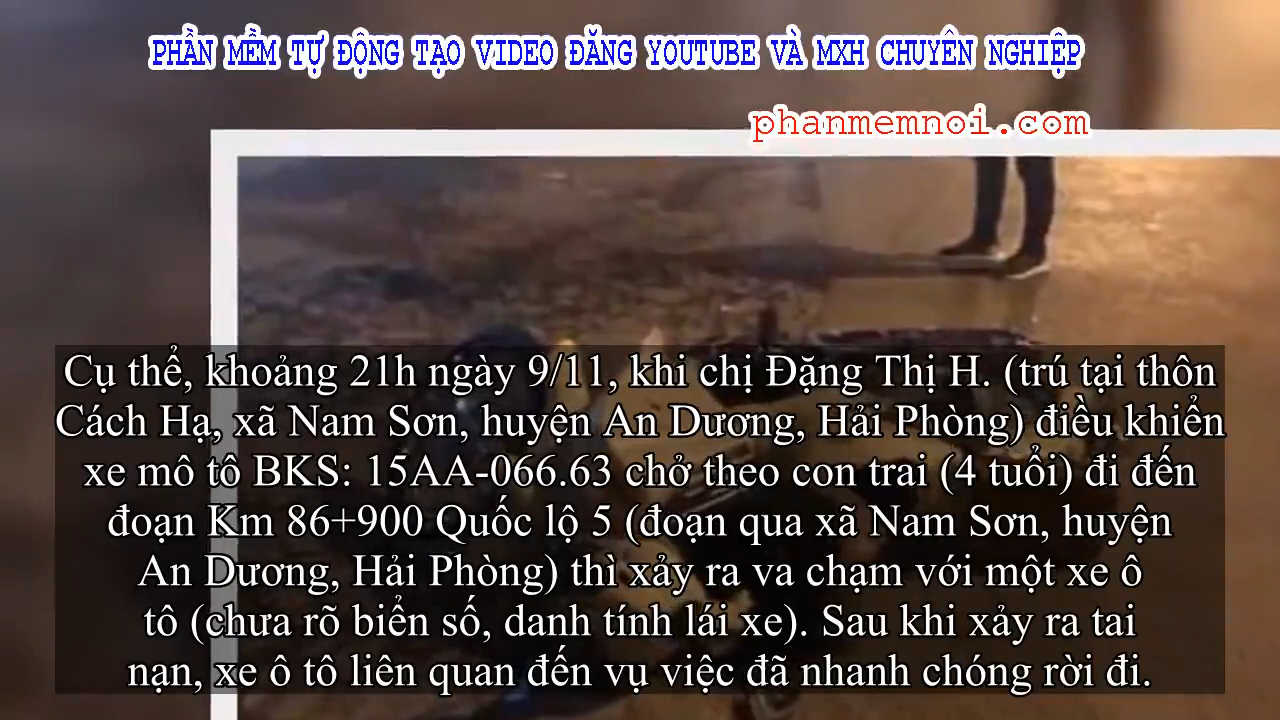 PHẦN MỀM TỰ ĐỘNG TẠO VIDEO ĐĂNG YOUTUBE VÀ MXH CHUYÊN NGHIỆP
phanmemnoi.com
Cụ thể, khoảng 21h ngày 9/11, khi chị Đặng Thị H. (trú tại thôn
Cách Hạ, xã Nam Sơn, huyện An Dương, Hải Phòng) điều khiển
xe mô tô BKS: 15AA-066.63 chở theo con trai (4 tuổi) đi đến
đoạn Km 86+900 Quốc lộ 5 (đoạn qua xã Nam Sơn, huyện
An Dương, Hải Phòng) thì xảy ra va chạm với một xe ô
tô (chưa rõ biển số, danh tính lái xe). Sau khi xảy ra tai
nạn, xe ô tô liên quan đến vụ việc đã nhanh chóng rời đi.